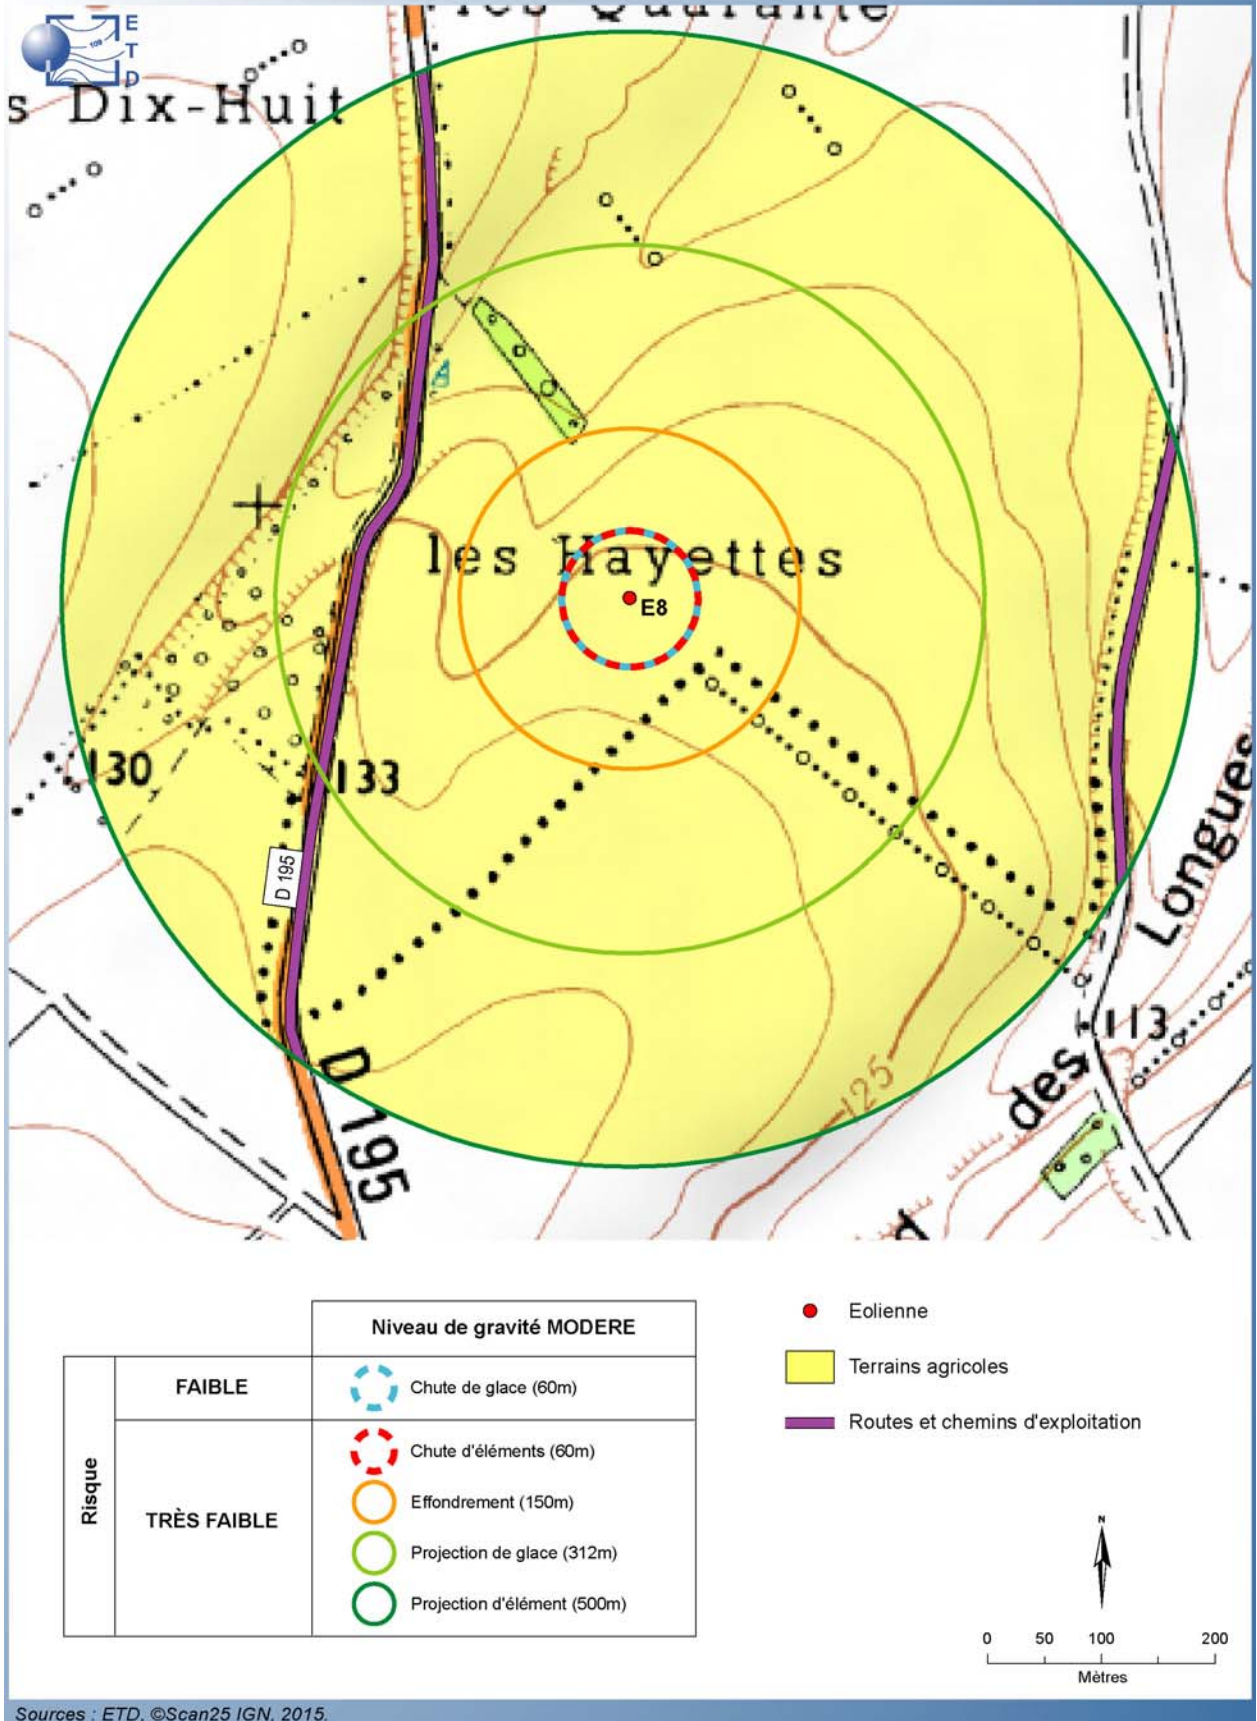 E
T
D
les Quarante
s Dix-Huit
les Hayettes
E8
130
133
D 195
Longues
des
113
125
D 195
d
Niveau de gravité MODERE
Risque
FAIBLE
Chute de glace (60m)
TRÈS FAIBLE
Chute d'éléments (60m)
Effondrement (150m)
Projection de glace (312m)
Projection d'élément (500m)
Eolienne
Terrains agricoles
Routes et chemins d'exploitation
N
0 50 100 200
Mètres
Sources : ETD, ©Scan25 IGN, 2015.